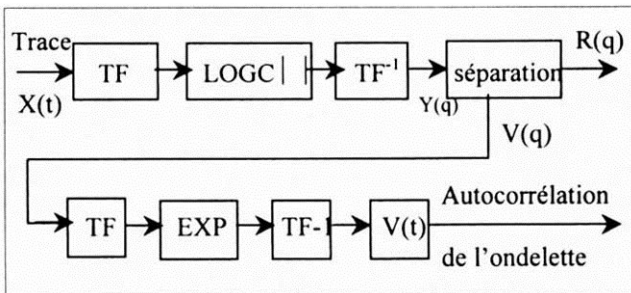 Trace
X(t)
TF
LOGC| |
TF⁻¹
Y(q)
séparation
R(q)
V(q)
TF
EXP
TF-1
V(t)
Autocorrélation
de l'ondelette